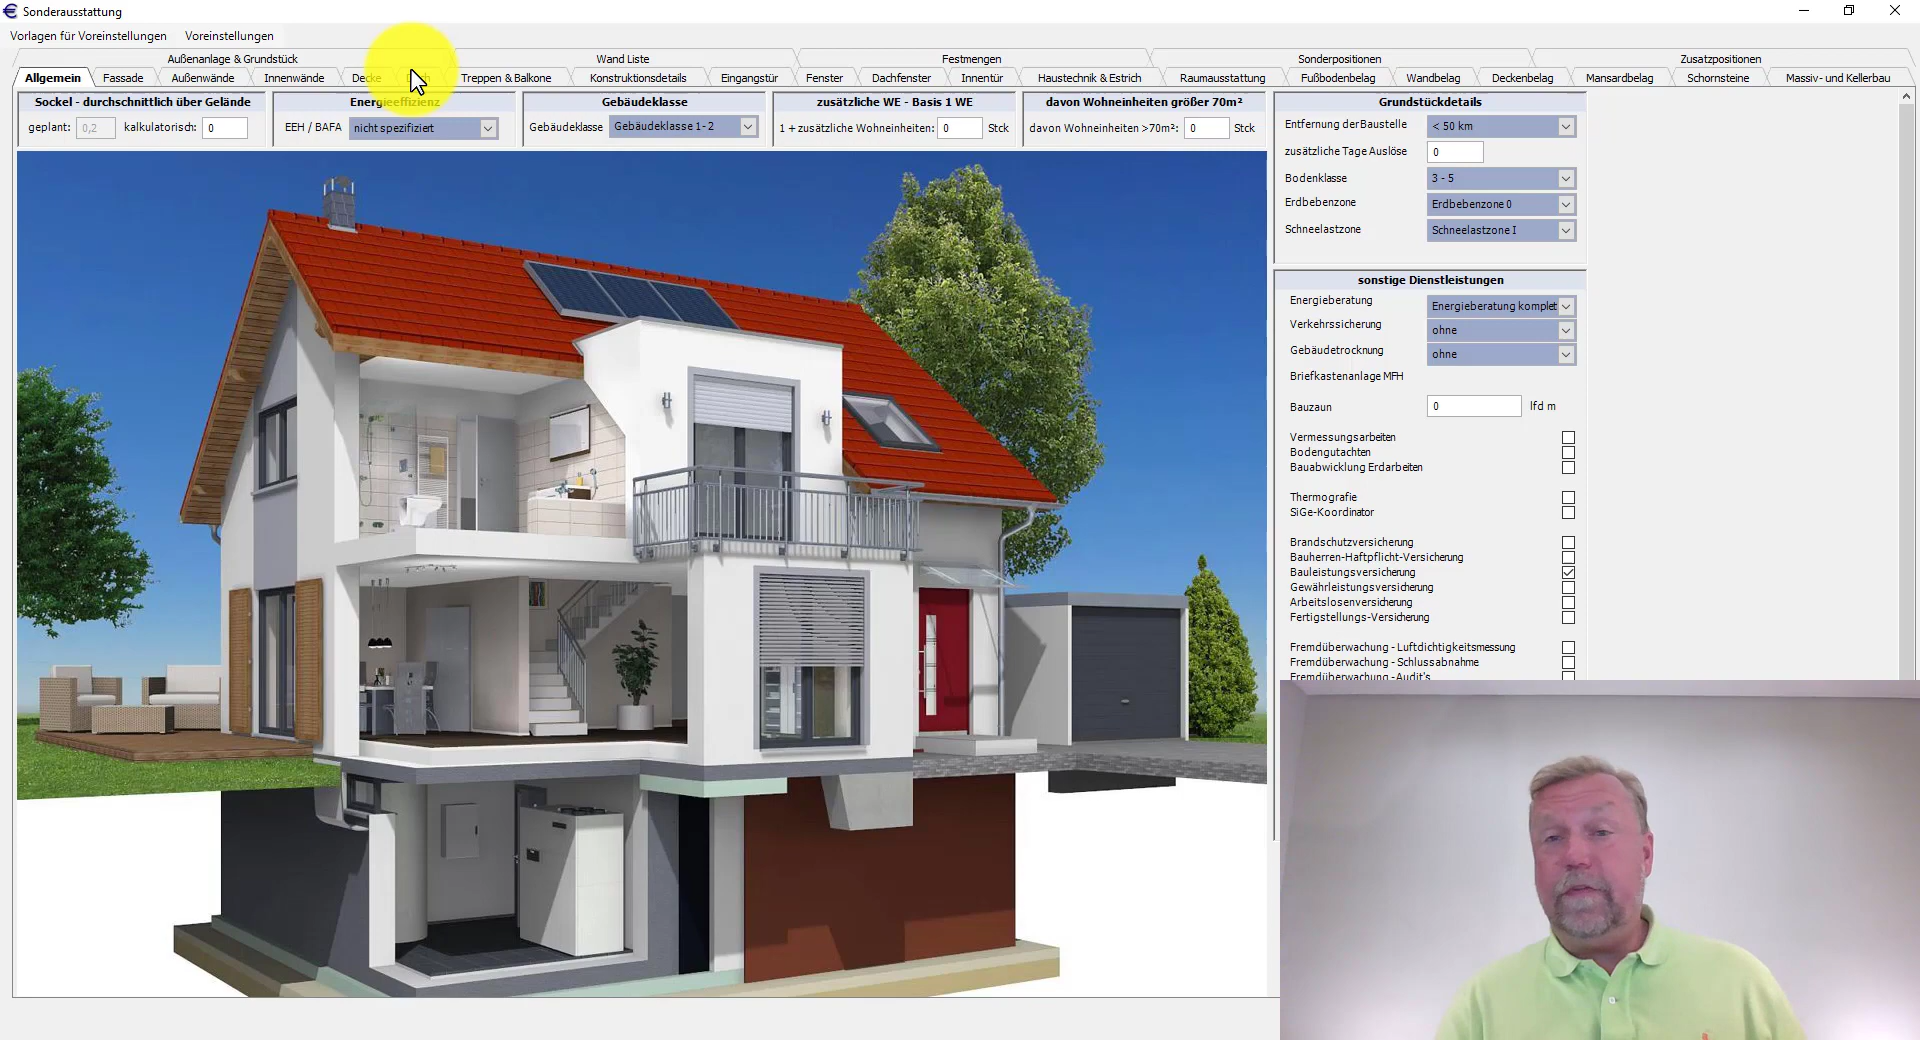 Sonderausstattung
Vorlagen für Voreinstellungen Voreinstellungen
Außenanlage & Grundstück Wand Liste Festmengen Sonderpositionen Zusatzpositionen
Allgemein Fassade Außenwände Innenwände Decke Treppen & Balkone Konstruktionsdetails Eingangstür Fenster Dachfenster Innentür Haustechnik & Estrich Raumausstattung Fußbodenbelag Wandbelag Deckenbelag Mansardbelag Schornsteine Massiv- und Kellerbau
Sockel - durchschnittlich über Gelände
geplant: 0,2 kalkulatorisch: 0
Energieeffizienz
EEH / BAFA nicht spezifiziert
Gebäudeklasse
Gebäudeklasse Gebäudeklasse 1-2
zusätzliche WE - Basis 1 WE
1 + zusätzliche Wohneinheiten: 0 Stck
davon Wohneinheiten größer 70m²
davon Wohneinheiten >70m²: 0 Stck
Grundstückdetails
Entfernung der Baustelle < 50 km
zusätzliche Tage Auslöse 0
Bodenklasse 3 - 5
Erdbebenzone Erdbebenzone 0
Schneelastzone Schneelastzone I
sonstige Dienstleistungen
Energieberatung Energieberatung komplet
Verkehrssicherung ohne
Gebäudetrocknung ohne
Briefkastenanlage MFH
Bauzaun 0 lfd m
Vermessungsarbeiten
Bodengutachten
Bauabwicklung Erdarbeiten
Thermografie
SiGe-Koordinator
Brandschutzversicherung
Bauherren-Haftpflicht-Versicherung
Bauleistungsversicherung
Gewährleistungsversicherung
Arbeitslosenversicherung
Fertigstellungs-Versicherung
Fremdüberwachung - Luftdichtigkeitsmessung
Fremdüberwachung - Schlussabnahme
Fremdüberwachung - Audit's